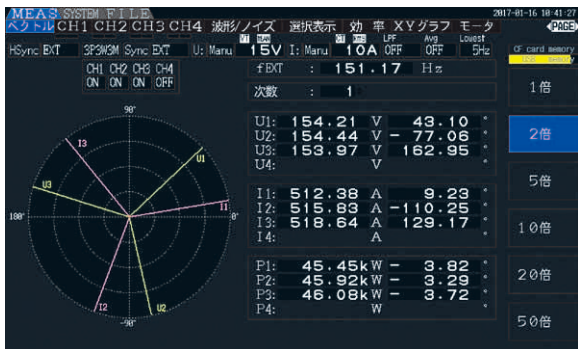 MEAS SYSTEM FILE 2017-01-16 10:41:27
ベクトル CH1 CH2 CH3 CH4 波形/ノイズ 選択表示 効 率 XYグラフ モータ (PAGE)
HSync EXT 3P3W3M Sync EXT U: Manu 15V I: Manu 10A LPF OFF Avg OFF Lowest 5Hz
CF card memory
CH1 CH2 CH3 CH4
ON ON ON OFF
fEXT : 151.17 Hz
次数 : 1
1倍
2倍
5倍
10倍
20倍
50倍
90°
180°
0°
-90°
I3
U1
U3
I1
I2
U2
U1: 154.21 V 43.10 °
U2: 154.44 V - 77.06 °
U3: 153.97 V 162.95 °
U4: V °
I1: 512.38 A 9.23 °
I2: 515.83 A -110.25 °
I3: 518.64 A 129.17 °
I4: A °
P1: 45.45kW - 3.82 °
P2: 45.92kW - 3.29 °
P3: 46.08kW - 3.72 °
P4: W °